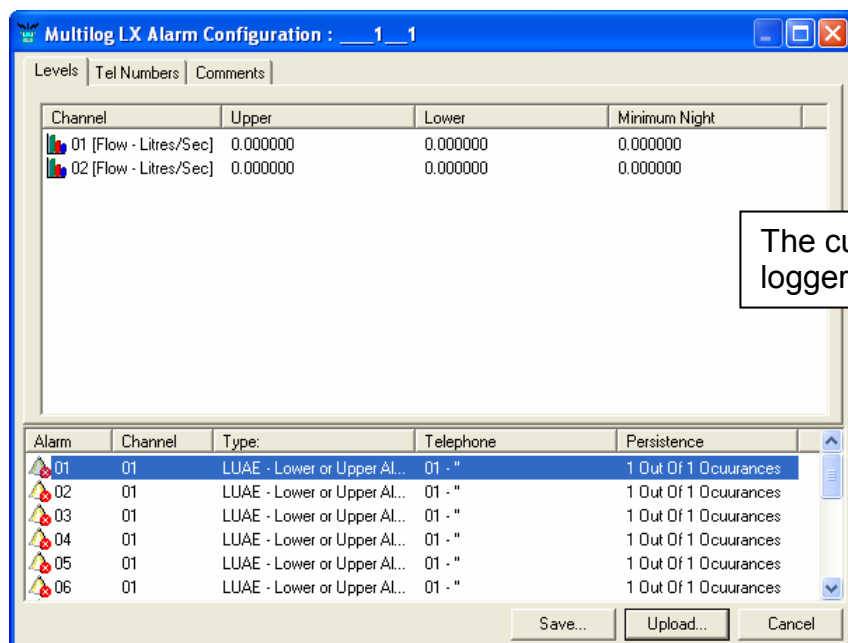 Multilog LX Alarm Configuration : ___1__1
Levels Tel Numbers Comments
Channel Upper Lower Minimum Night
01 [Flow - Litres/Sec] 0.000000 0.000000 0.000000
02 [Flow - Litres/Sec] 0.000000 0.000000 0.000000
The cu
logger
Alarm Channel Type: Telephone Persistence
01 01 LUAE - Lower or Upper Al... 01 - " 1 Out Of 1 Ocuurances
02 01 LUAE - Lower or Upper Al... 01 - " 1 Out Of 1 Ocuurances
03 01 LUAE - Lower or Upper Al... 01 - " 1 Out Of 1 Ocuurances
04 01 LUAE - Lower or Upper Al... 01 - " 1 Out Of 1 Ocuurances
05 01 LUAE - Lower or Upper Al... 01 - " 1 Out Of 1 Ocuurances
06 01 LUAE - Lower or Upper Al... 01 - " 1 Out Of 1 Ocuurances
Save... Upload... Cancel